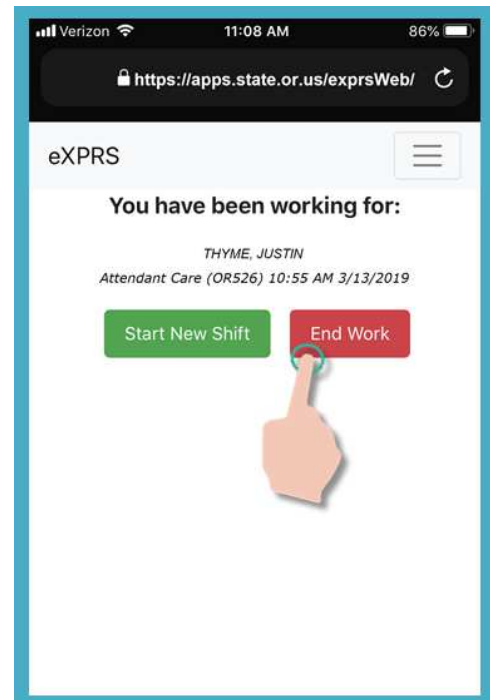 Verizon 11:08 AM 86%
https://apps.state.or.us/exprsWeb/
eXPRS
You have been working for:
THYME, JUSTIN
Attendant Care (OR526) 10:55 AM 3/13/2019
Start New Shift End Work